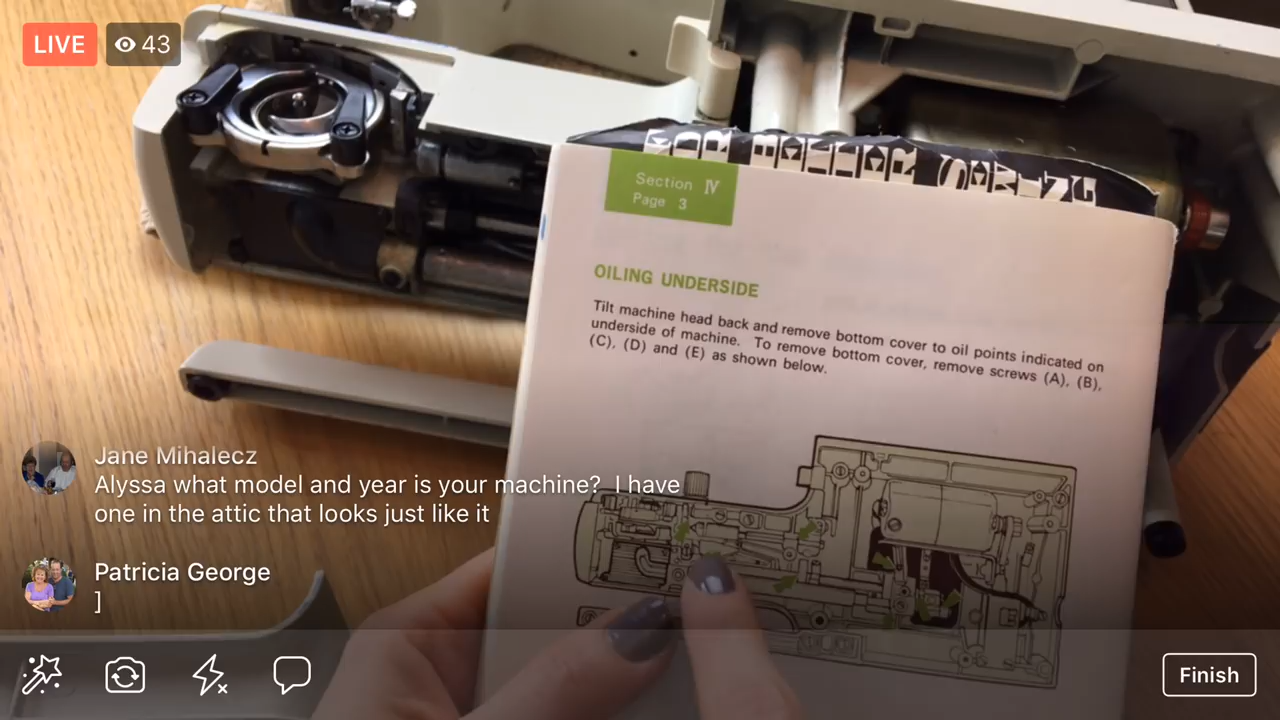 LIVE 43
FOR BETTER SEWING
Section IV
Page 3
OILING UNDERSIDE
Tilt machine head back and remove bottom cover to oil points indicated on
underside of machine. To remove bottom cover, remove screws (A), (B),
(C), (D) and (E) as shown below.
Jane Mihalecz
Alyssa what model and year is your machine? I have
one in the attic that looks just like it
Patricia George
]
Finish